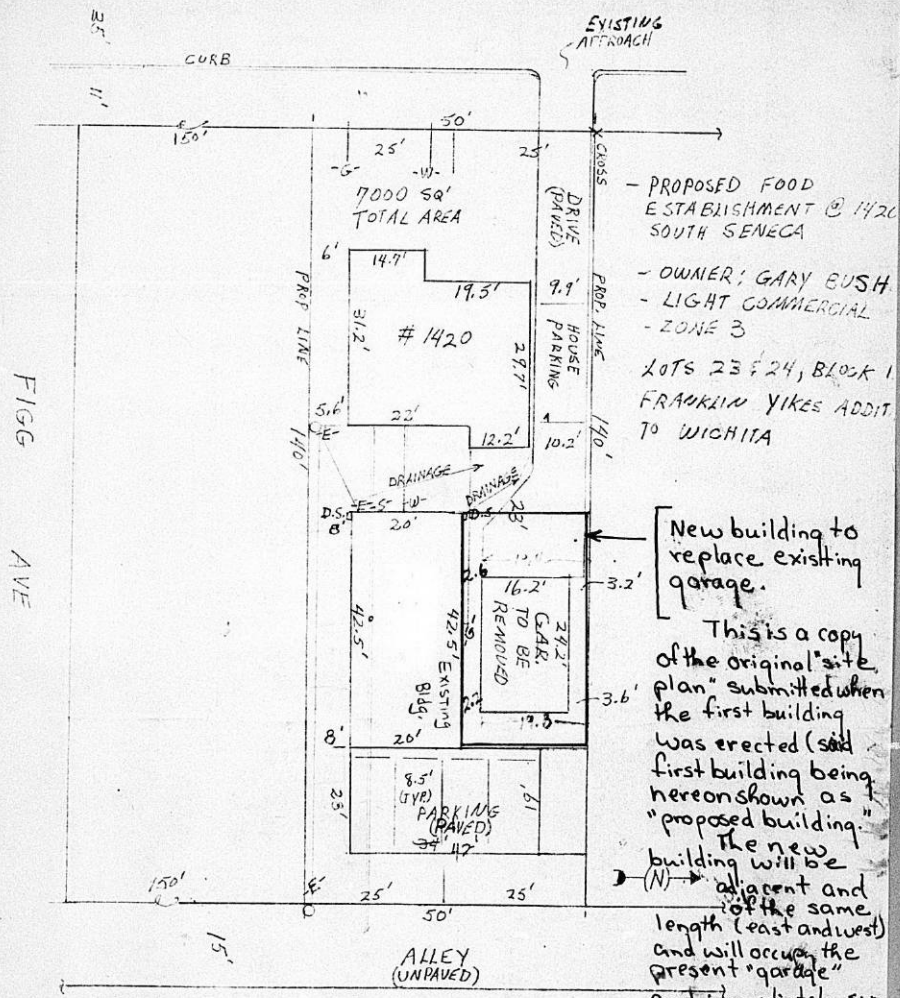 EXISTING
APPROACH
35'
CURB
11'
150'
50'
25'
25'
CROSS
-G-
-W-
7000 SQ'
TOTAL AREA
DRIVE
(PAVED)
- PROPOSED FOOD
ESTABLISHMENT @ 1420
SOUTH SENECA
6'
14.7'
19.5'
9.9'
PROP LINE
PROP. LINE
- OWNER: GARY BUSH
- LIGHT COMMERCIAL
- ZONE 3
31.2'
# 1420
29.7'
HOUSE
PARKING
LOTS 23 & 24, BLOCK 1
FRANKLIN YIKES ADDIT
TO WICHITA
FIGG AVE
5.6'
-E-
22'
12.2'
10.2'
140'
140'
DRAINAGE
DRAINAGE
D.S.
-E-S-
-W-
D.S.
8'
20'
23'
New building to
replace existing
garage.
2.6
16.2'
3.2'
42.5'
42.5'
Existing
Bldg.
24.2'
GAR.
TO BE
REMOVED
2.2
3.6'
This is a copy
of the original "site
plan" submitted when
the first building
was erected (said
first building being
hereon shown as
"proposed building."
The new
building will be
adjacent and
of the same
length (east and west)
and will occupy the
present "garage"
8'
20'
23'
8.5'
(TYP.)
19'
PARKING
(PAVED)
42'
(N)
150'
25'
25'
50'
15'
ALLEY
(UNPAVED)